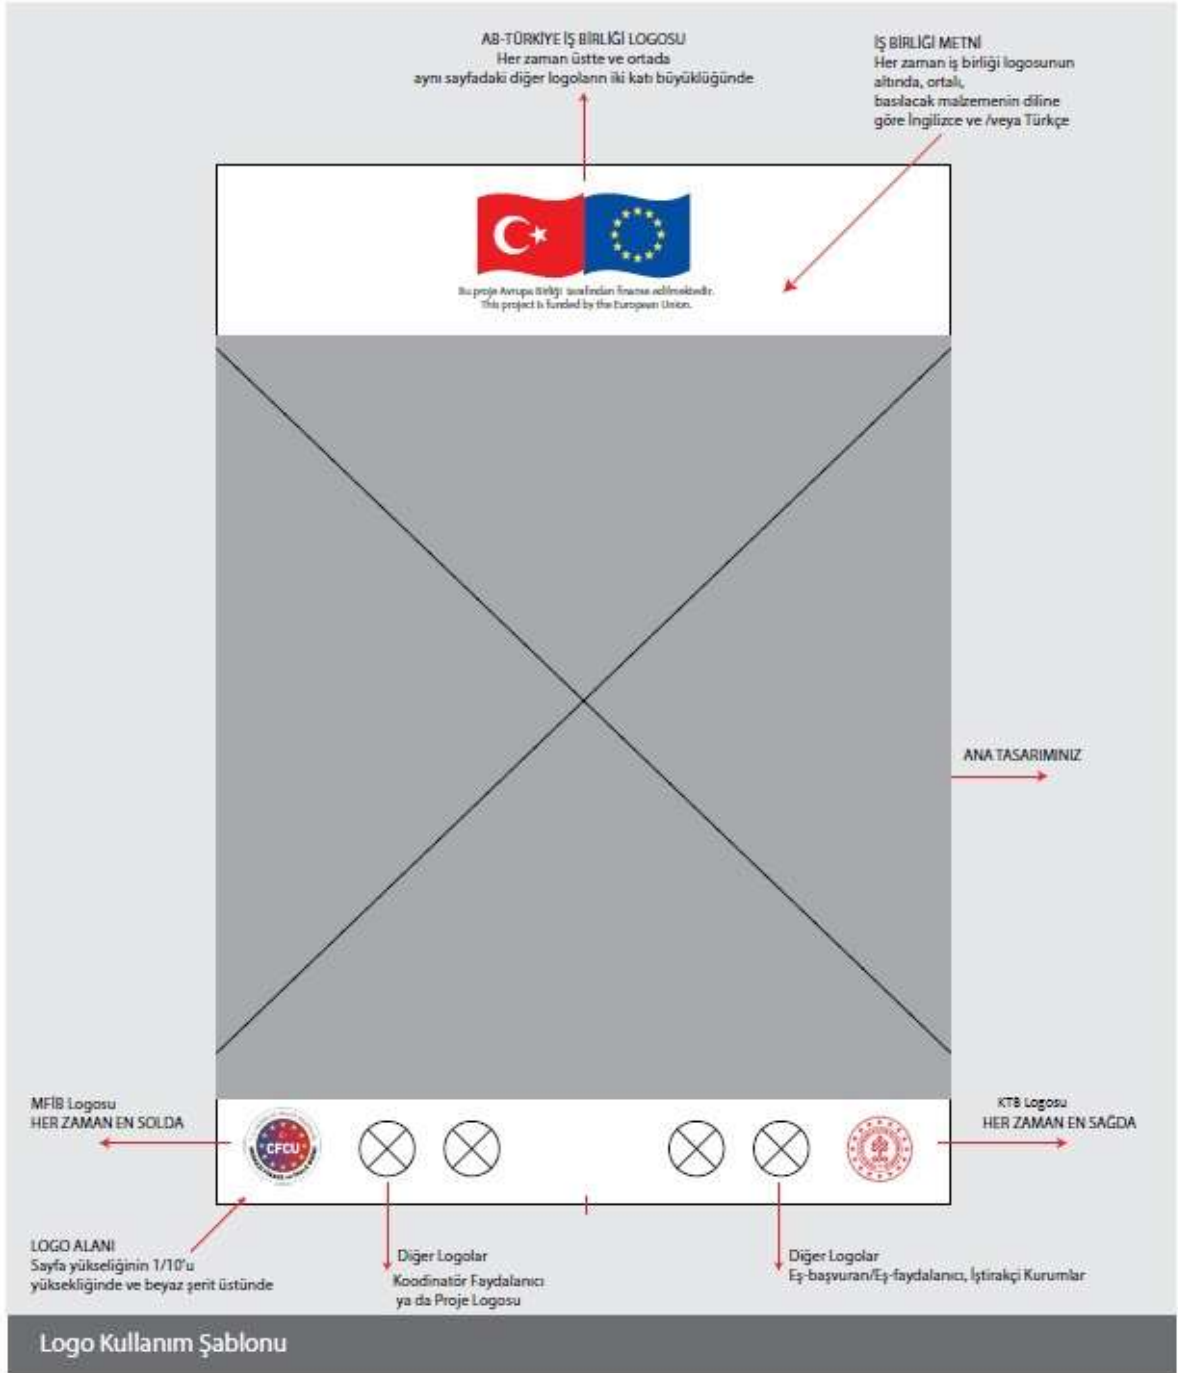 AB-TÜRKİYE İŞ BİRLİĞİ LOGOSU
Her zaman üstte ve ortada
aynı sayfadaki diğer logoların iki katı büyüklüğünde
İŞ BİRLİĞİ METNİ
Her zaman iş birliği logosunun
altında, ortalı,
basılacak malzemenin diline
göre İngilizce ve /veya Türkçe
Bu proje Avrupa Birliği tarafından finanse edilmektedir.
This project is funded by the European Union.
ANA TASARIMINIZ
MFİB Logosu
HER ZAMAN EN SOLDA
KTB Logosu
HER ZAMAN EN SAĞDA
CFCU
LOGO ALANI
Sayfa yükseliğinin 1/10'u
yüksekliğinde ve beyaz şerit üstünde
Diğer Logolar
Koodinatör Faydalanıcı
ya da Proje Logosu
Diğer Logolar
Eş-başvuran/Eş-faydalanıcı, İştirakçi Kurumlar
Logo Kullanım Şablonu